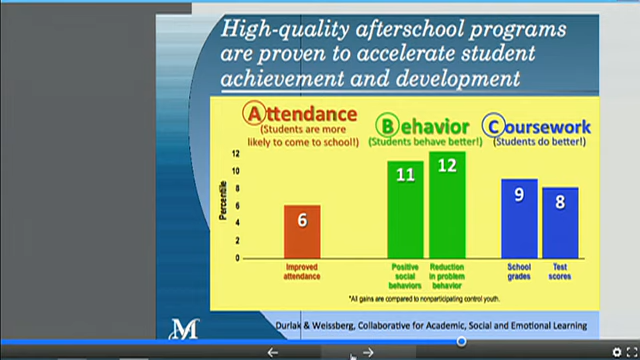 High-quality afterschool programs
are proven to accelerate student
achievement and development
Attendance
(Students are more
likely to come to school!)
Behavior
(Students behave better!)
Coursework
(Students do better!)
Percentile
12
10
8
6
4
2
0
6
11
12
9
8
Improved
attendance
Positive
social
behaviors
Reduction
in problem
behavior
School
grades
Test
scores
*All gains are compared to nonparticipating control youth.
M
Durlak & Weissberg, Collaborative for Academic, Social and Emotional Learning